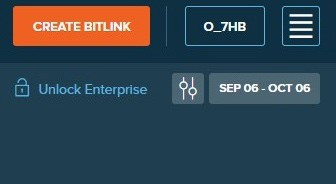 CREATE BITLINK
O_7HB
Unlock Enterprise
SEP 06 - OCT 06